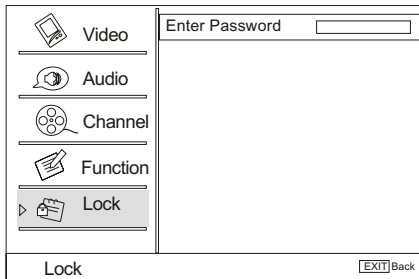 Video
Audio
Channel
Function
Lock
Enter Password
Lock
EXIT Back